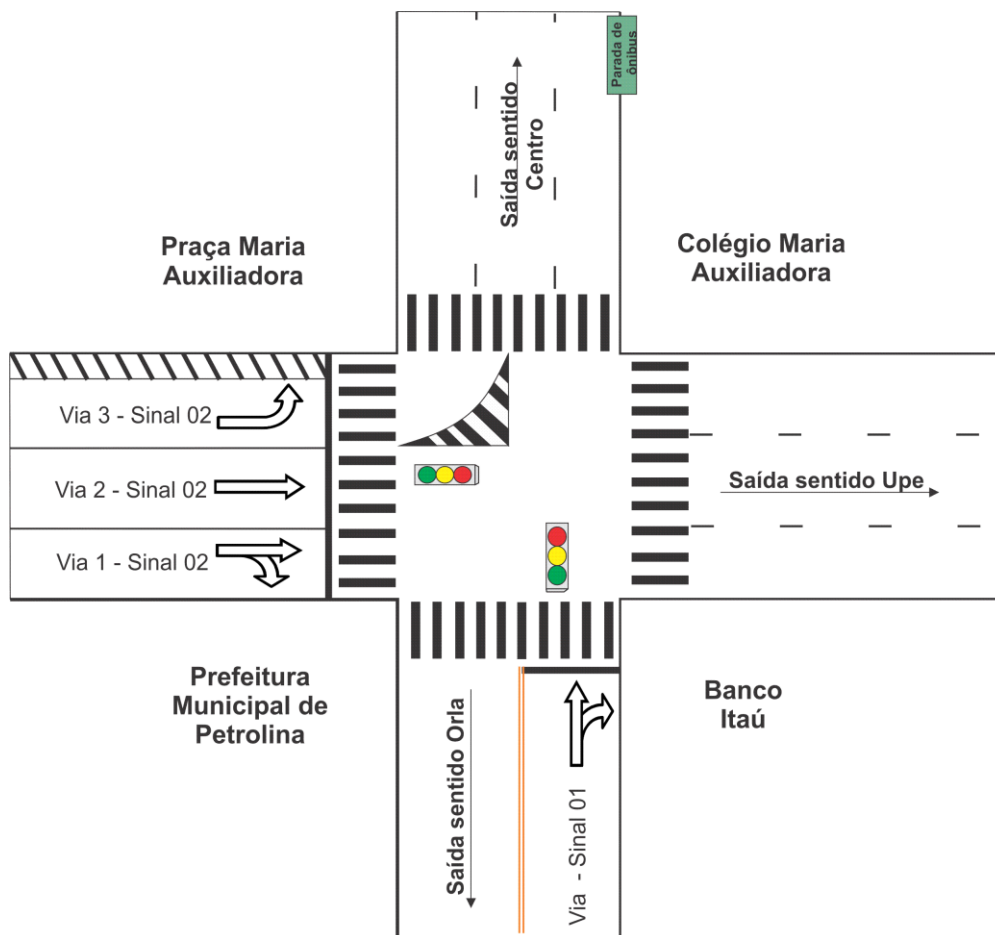 Parada de
ônibus
Saída sentido
Centro
Praça Maria
Auxiliadora
Colégio Maria
Auxiliadora
Via 3 - Sinal 02
Via 2 - Sinal 02
Saída sentido Upe
Via 1 - Sinal 02
Prefeitura
Municipal de
Petrolina
Banco
Itaú
Saída sentido Orla
Via - Sinal 01